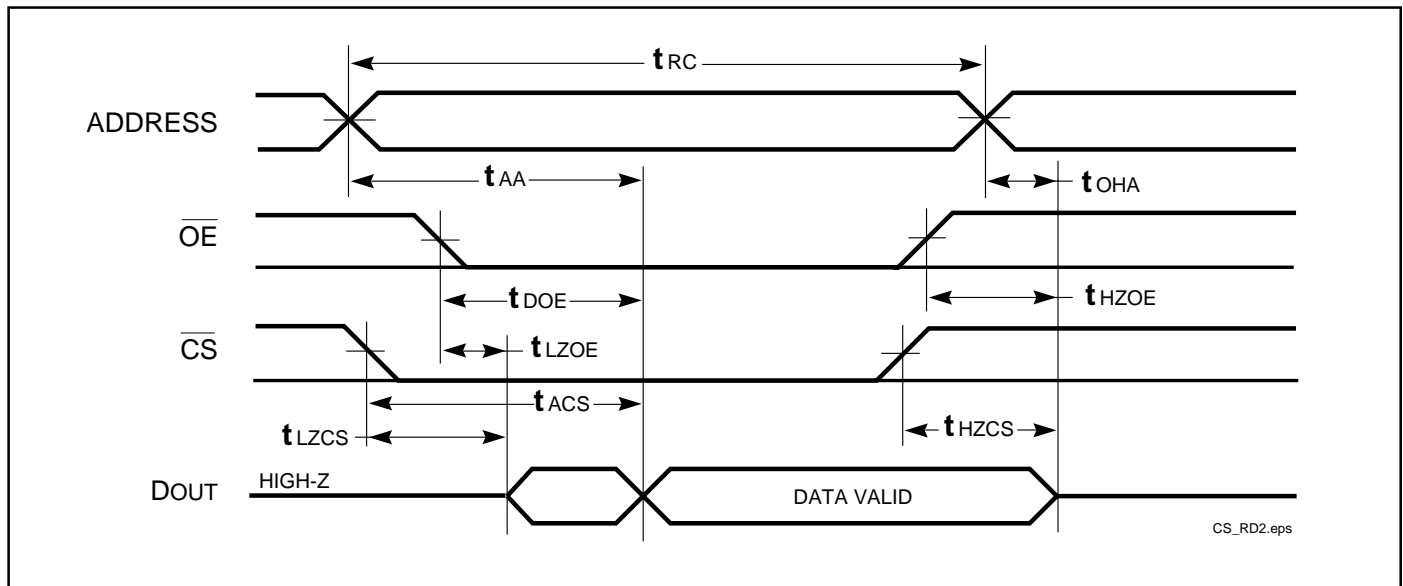 tRC
ADDRESS
tAA
tOHA
OE
tDOE
tHZOE
CS
tLZOE
tACS
tLZCS
tHZCS
DOUT
HIGH-Z
DATA VALID
CS_RD2.eps